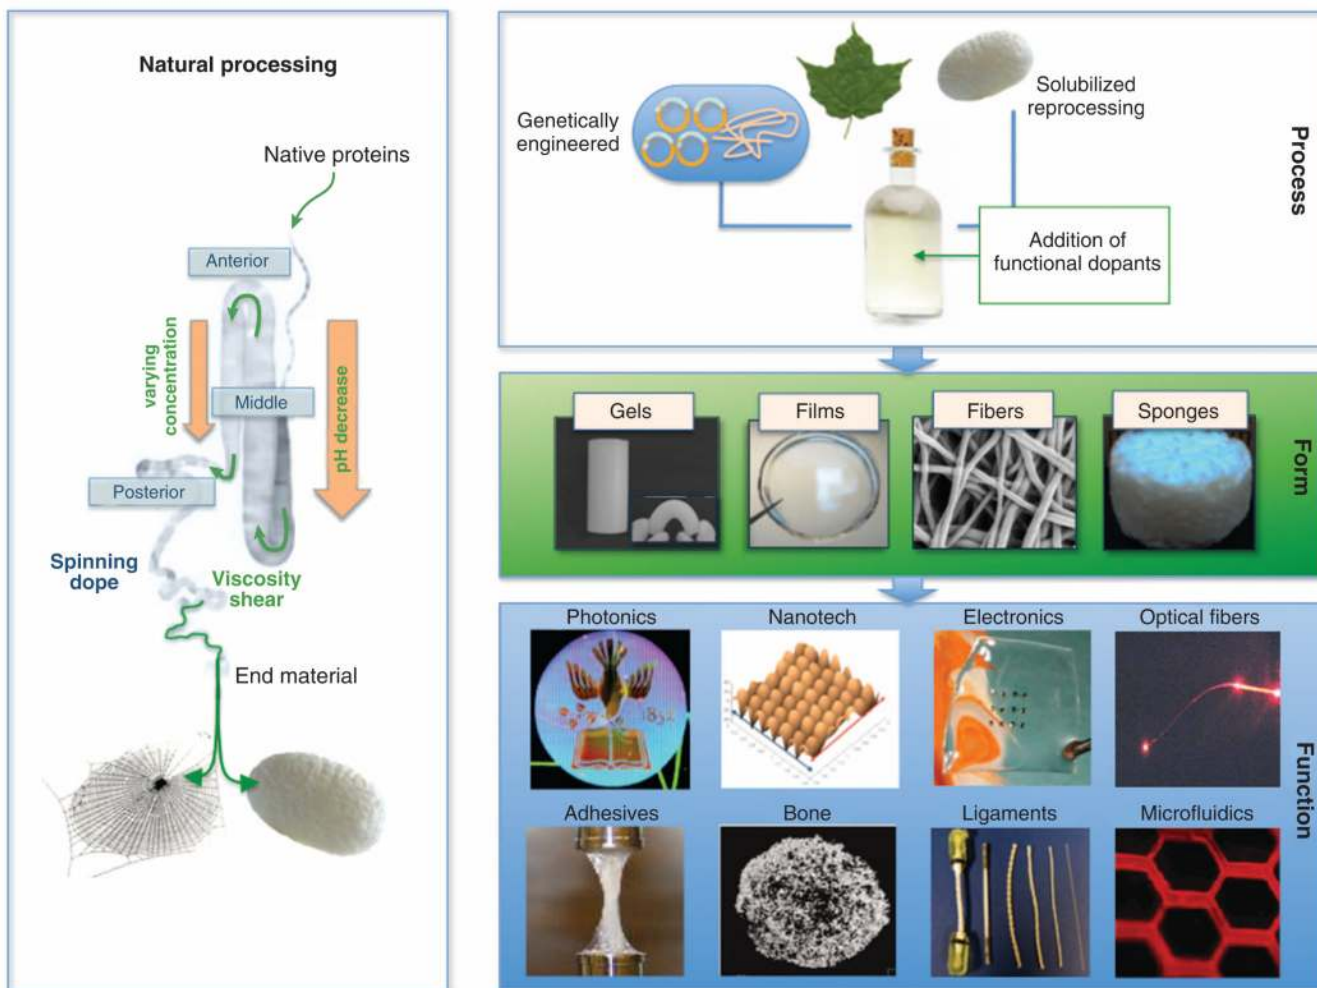 Natural processing
Native proteins
Anterior
varying
concentration
Middle
pH decrease
Posterior
Spinning
dope
Viscosity
shear
End material
Genetically
engineered
Solubilized
reprocessing
Addition of
functional dopants
Process
Gels
Films
Fibers
Sponges
Form
Photonics
Nanotech
Electronics
Optical fibers
1852
Adhesives
Bone
Ligaments
Microfluidics
Function